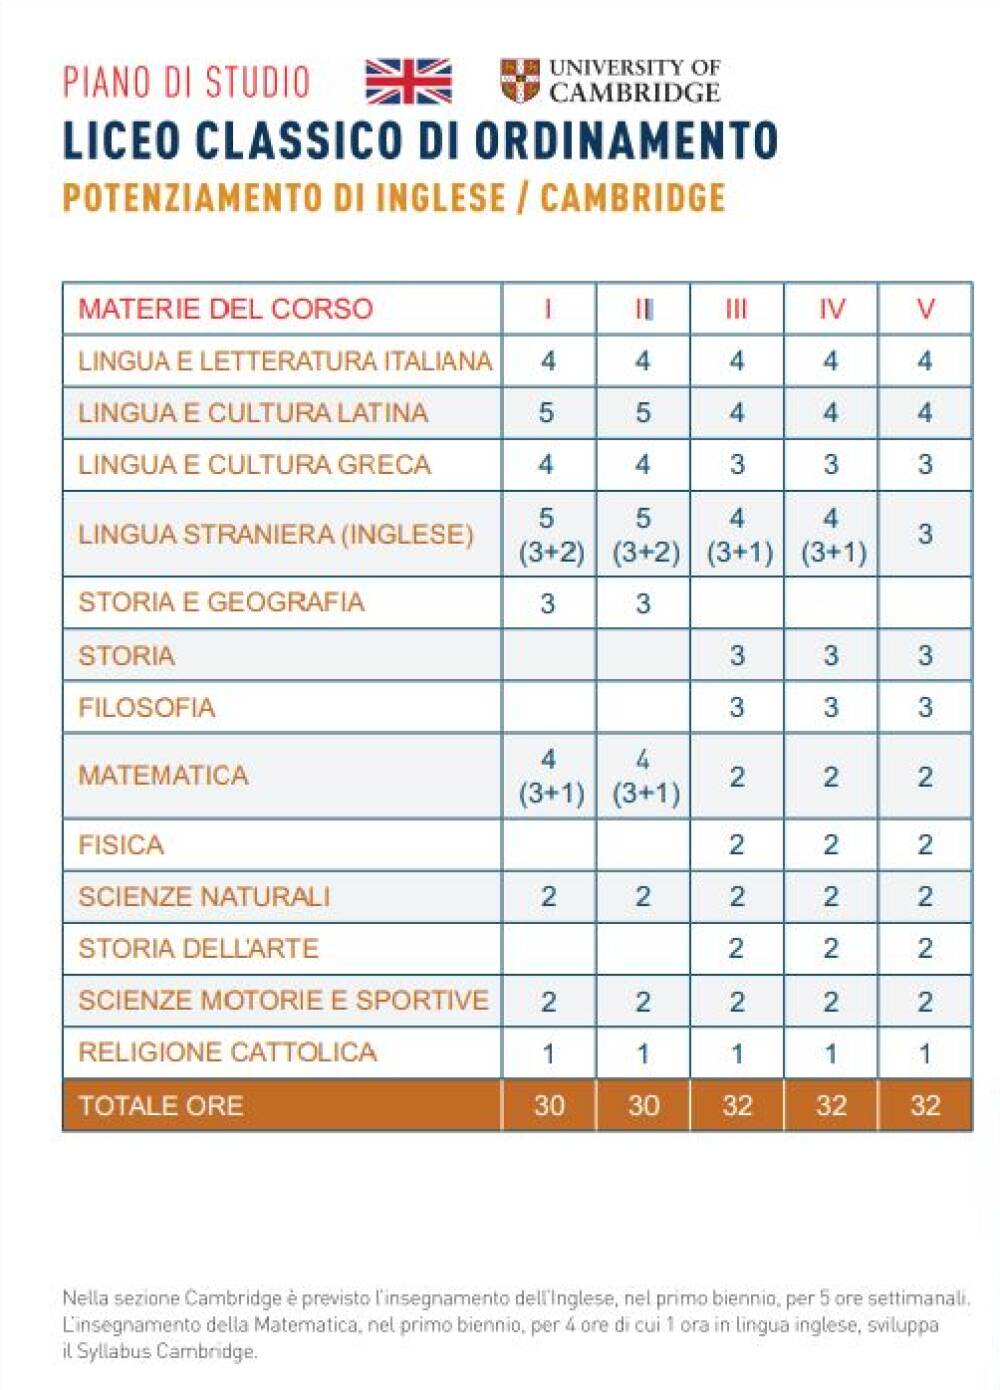 PIANO DI STUDIO
UNIVERSITY OF
CAMBRIDGE
LICEO CLASSICO DI ORDINAMENTO
POTENZIAMENTO DI INGLESE / CAMBRIDGE
MATERIE DEL CORSO I II III IV V
LINGUA E LETTERATURA ITALIANA 4 4 4 4 4
LINGUA E CULTURA LATINA 5 5 4 4 4
LINGUA E CULTURA GRECA 4 4 3 3 3
LINGUA STRANIERA (INGLESE) 5 (3+2) 5 (3+2) 4 (3+1) 4 (3+1) 3
STORIA E GEOGRAFIA 3 3
STORIA 3 3 3
FILOSOFIA 3 3 3
MATEMATICA 4 (3+1) 4 (3+1) 2 2 2
FISICA 2 2 2
SCIENZE NATURALI 2 2 2 2 2
STORIA DELL'ARTE 2 2 2
SCIENZE MOTORIE E SPORTIVE 2 2 2 2 2
RELIGIONE CATTOLICA 1 1 1 1 1
TOTALE ORE 30 30 32 32 32
Nella sezione Cambridge è previsto l'insegnamento dell'Inglese, nel primo biennio, per 5 ore settimanali.
L'insegnamento della Matematica, nel primo biennio, per 4 ore di cui 1 ora in lingua inglese, sviluppa
il Syllabus Cambridge.